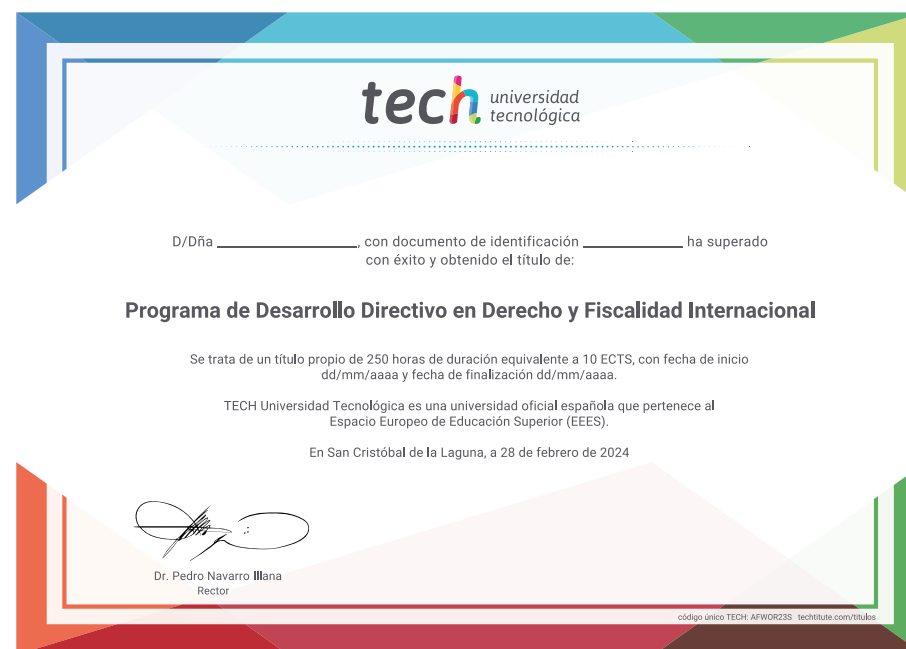 tech universidad
tecnológica
D/Dña ____________, con documento de identificación ____________ ha superado
con éxito y obtenido el título de:
Programa de Desarrollo Directivo en Derecho y Fiscalidad Internacional
Se trata de un título propio de 250 horas de duración equivalente a 10 ECTS, con fecha de inicio
dd/mm/aaaa y fecha de finalización dd/mm/aaaa.
TECH Universidad Tecnológica es una universidad oficial española que pertenece al
Espacio Europeo de Educación Superior (EEES).
En San Cristóbal de la Laguna, a 28 de febrero de 2024
Dr. Pedro Navarro Illana
Rector
código único TECH: AFWOR23S techtitute.com/titulos